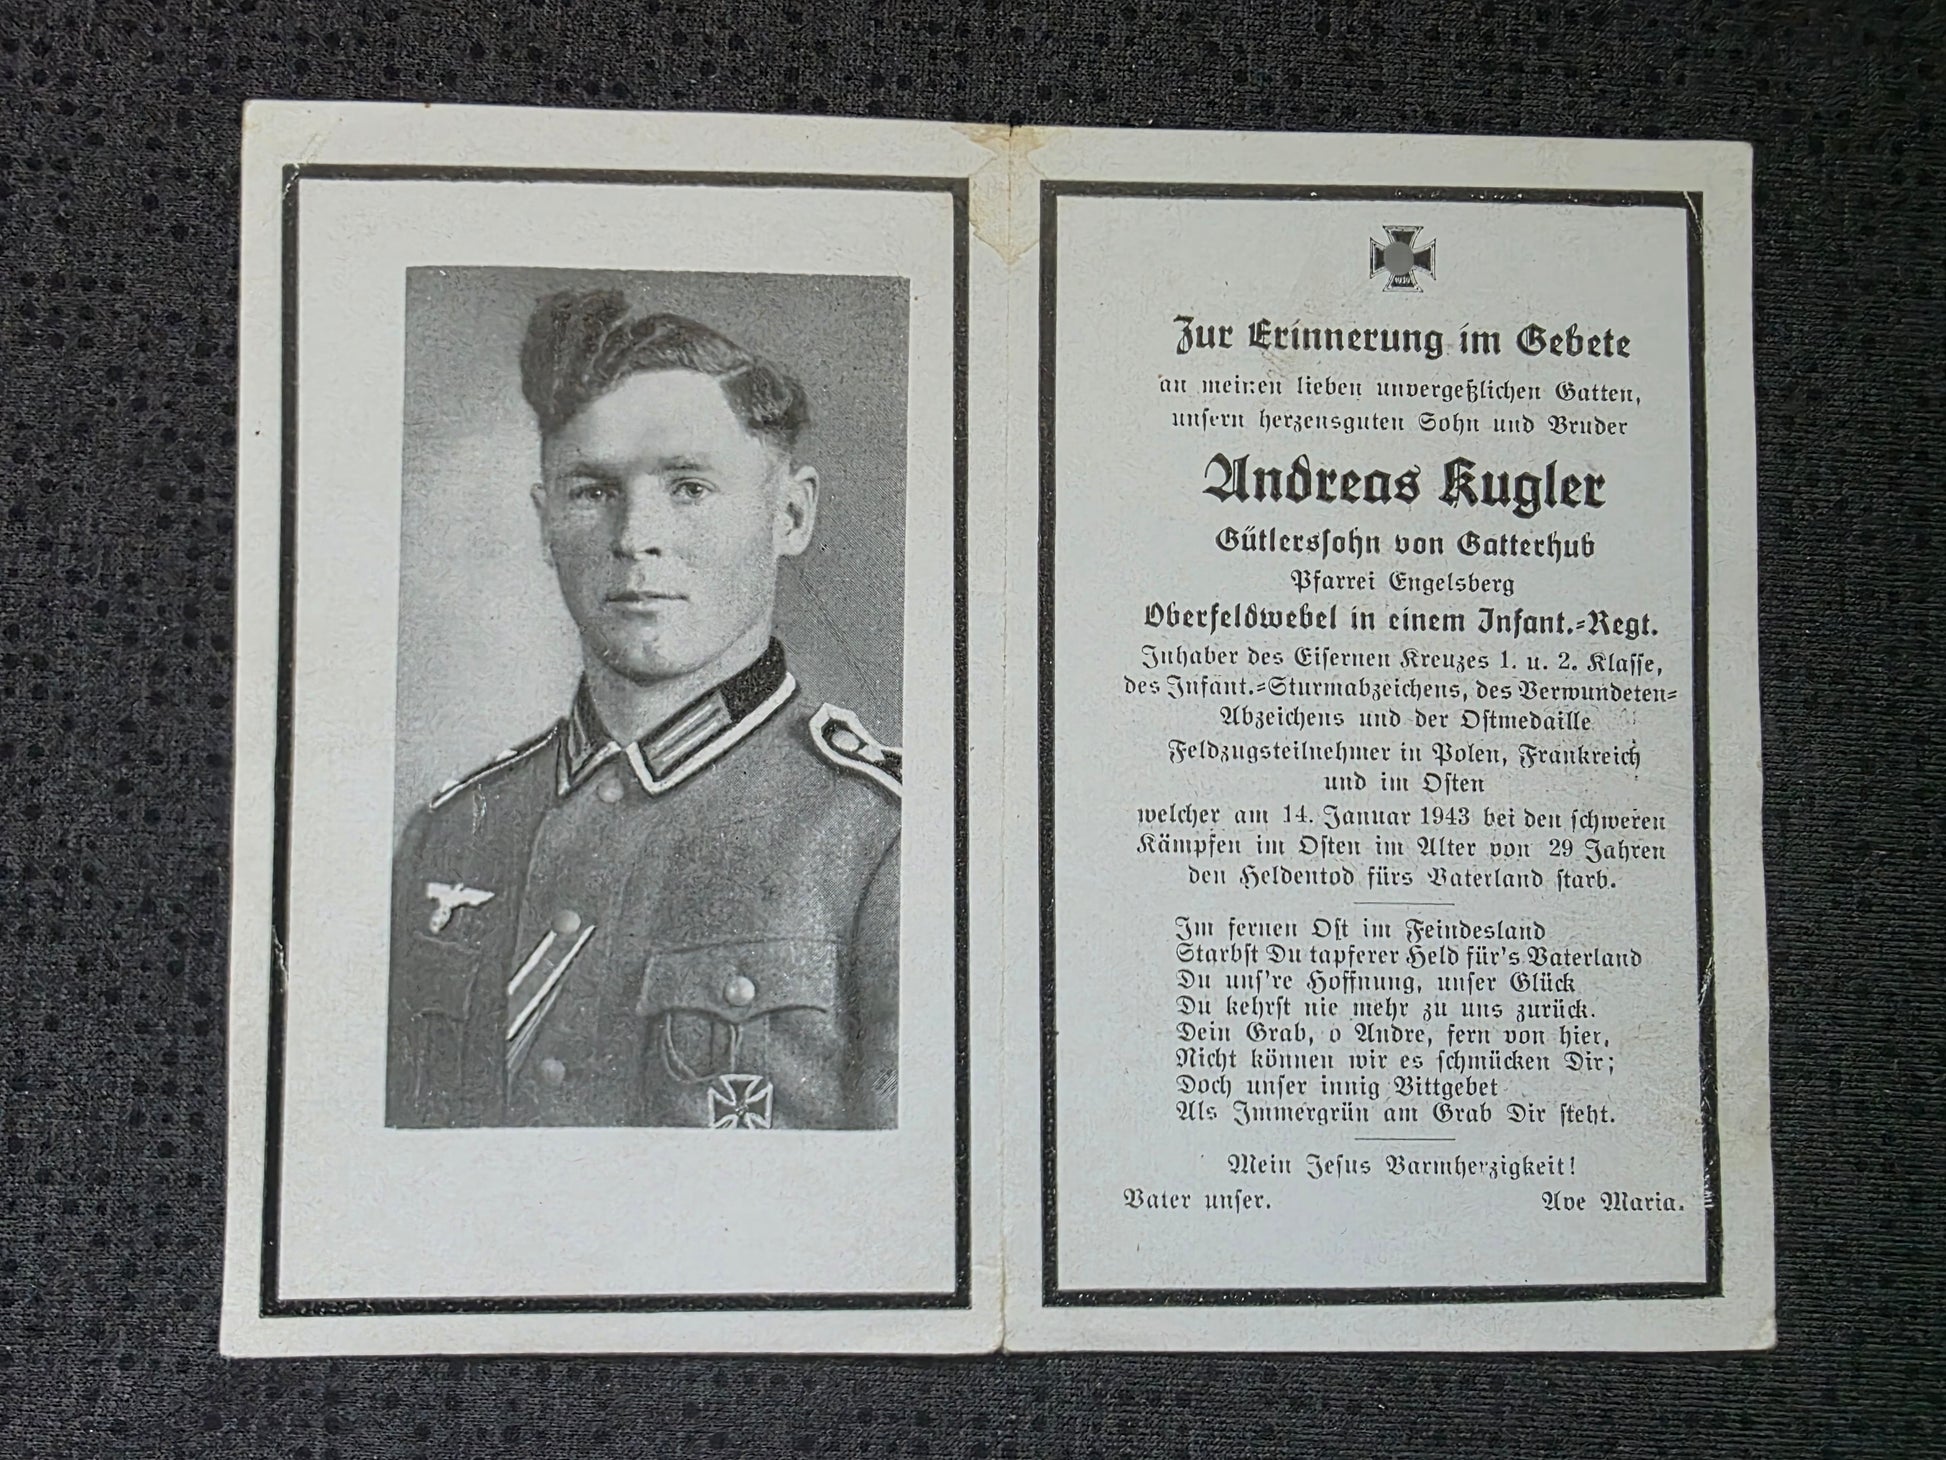 1939
Zur Erinnerung im Gebete
an meinen lieben unvergeßlichen Gatten,
unsern herzensguten Sohn und Bruder
Andreas Kugler
Gütlerssohn von Gatterhub
Pfarrei Engelsberg
Oberfeldwebel in einem Infant.-Regt.
Inhaber des Eisernen Kreuzes 1. u. 2. Klasse,
des Infant.-Sturmabzeichens, des Verwundeten-
Abzeichens und der Ostmedaille
Feldzugsteilnehmer in Polen, Frankreich
und im Osten
welcher am 14. Januar 1943 bei den schweren
Kämpfen im Osten im Alter von 29 Jahren
den Heldentod fürs Vaterland starb.
Im fernen Ost im Feindesland
Starbst Du tapferer Held für's Vaterland
Du uns're Hoffnung, unser Glück
Du kehrst nie mehr zu uns zurück.
Dein Grab, o Andre, fern von hier,
Nicht können wir es schmücken Dir;
Doch unser innig Bittgebet
Als Immergrün am Grab Dir steht.
Mein Jesus Barmherzigkeit!
Vater unser. Ave Maria.